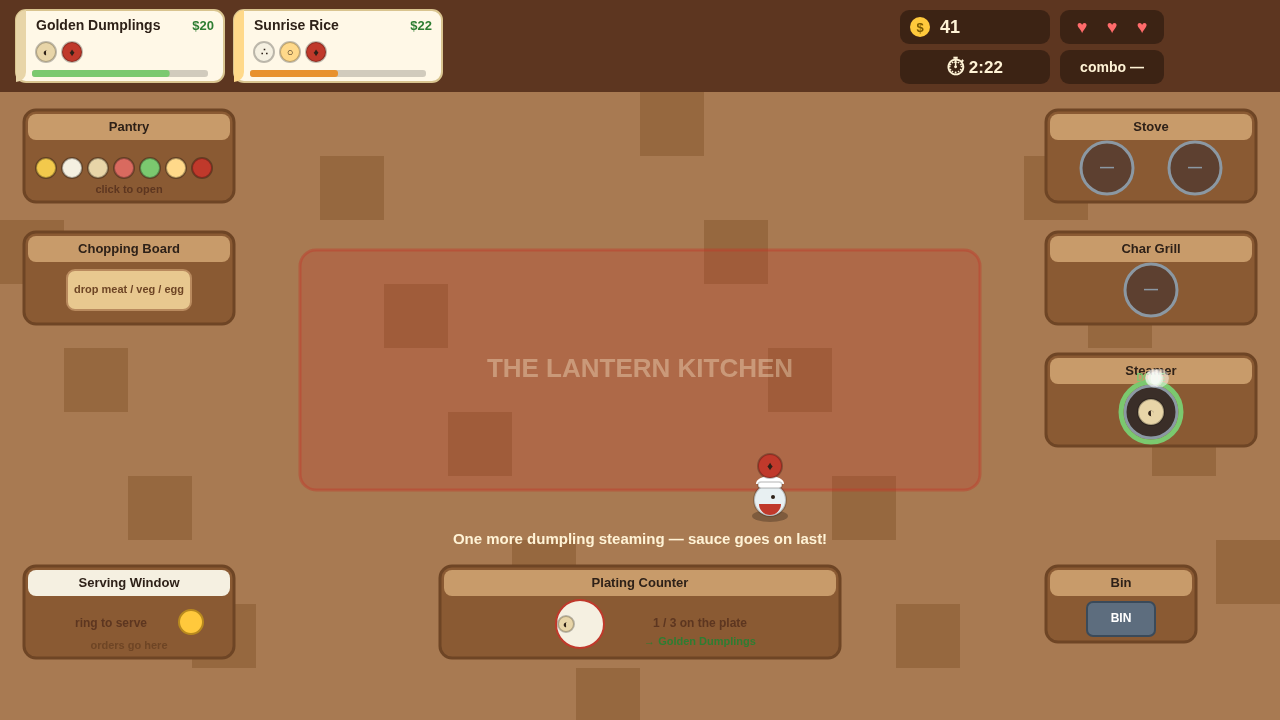 Golden Dumplings $20
Sunrise Rice $22
$ 41
2:22
combo —
Pantry
click to open
Chopping Board
drop meat / veg / egg
Stove
— —
Char Grill
—
Steamer
THE LANTERN KITCHEN
One more dumpling steaming — sauce goes on last!
Serving Window
ring to serve
orders go here
Plating Counter
1 / 3 on the plate
Golden Dumplings
Bin
BIN